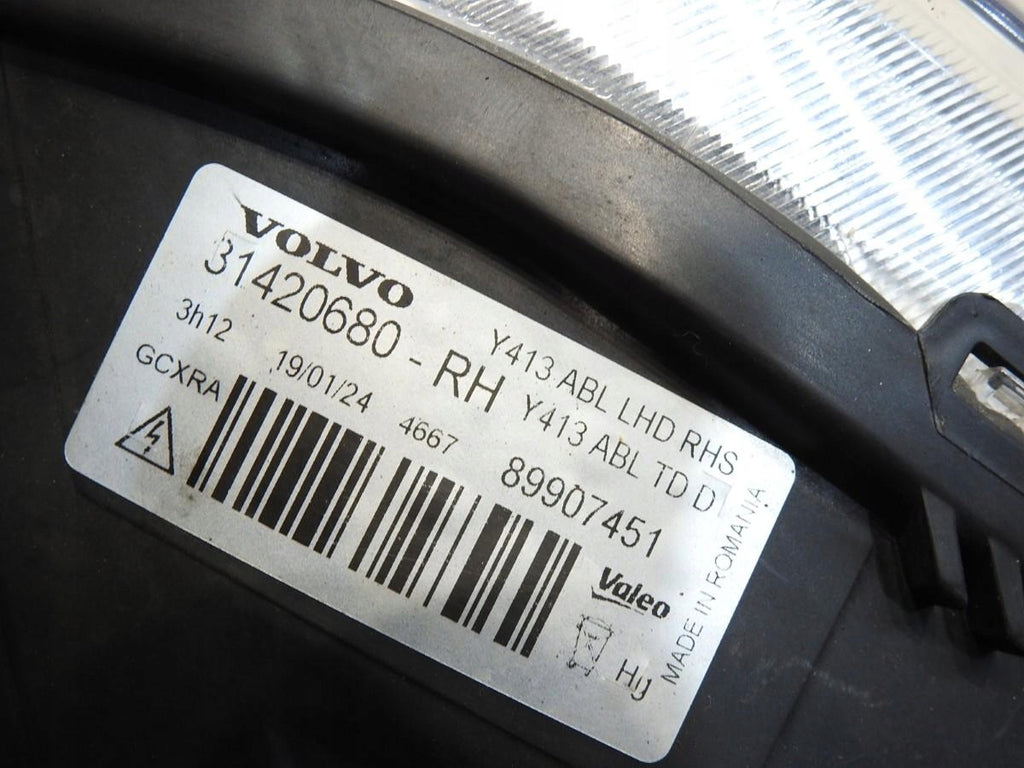 VOLVO
31420680 - RH
Y413 ABL LHD RHS
Y413 ABL TD D
3h12
19/01/24
4667
89907451
GCXRA
Valeo
Hg
MADE IN ROMANIA